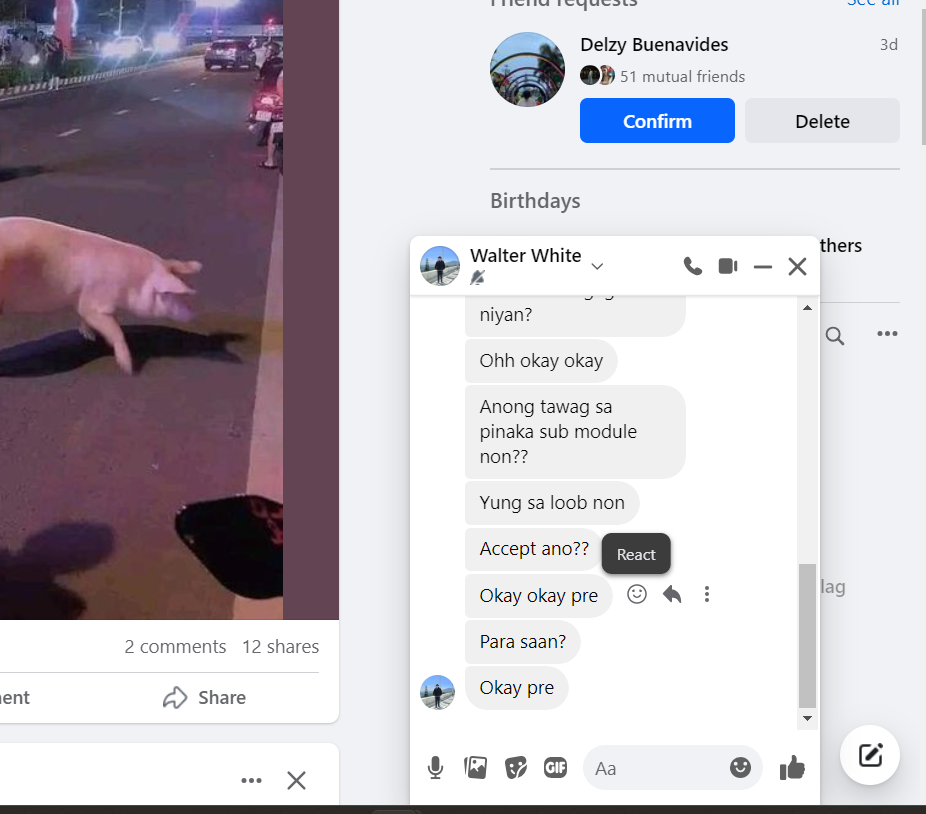 Friend requests
See all
Delzy Buenavides
3d
51 mutual friends
Confirm
Delete
Birthdays
thers
Walter White
niyan?
Ohh okay okay
Anong tawag sa
pinaka sub module
non??
Yung sa loob non
Accept ano??
React
Okay okay pre
Para saan?
Okay pre
GIF
Aa
lag
2 comments 12 shares
ent
Share